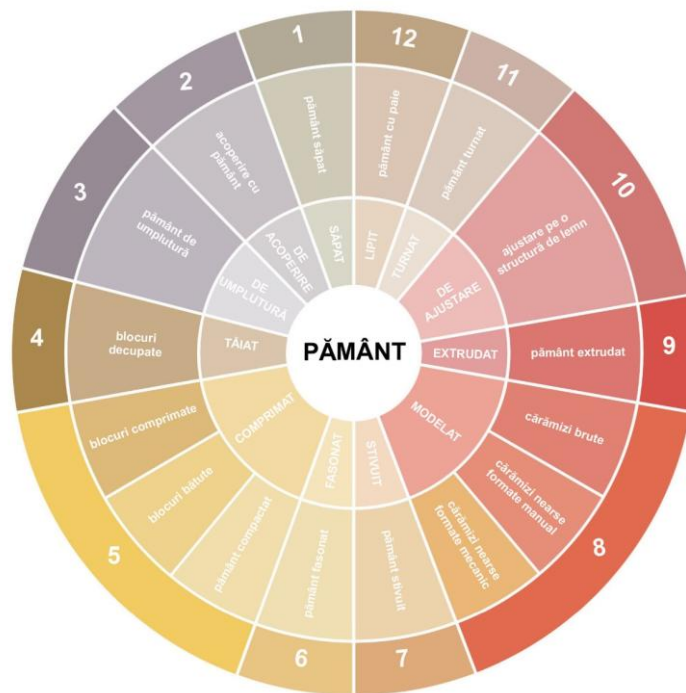 1
2
3
4
5
6
7
8
9
10
11
12
pământ săpat
acoperire cu
pământ
pământ de
umplutură
blocuri
decupate
blocuri comprimate
blocuri bătute
pământ compactat
pământ fasonat
pământ stivuit
cărămizi nearse
formate mecanic
cărămizi nearse
formate manual
cărămizi brute
pământ extrudat
ajustare pe o
structură de lemn
pământ turnat
pământ cu paie
SĂPAT
DE
ACOPERIRE
DE
UMPLUTURĂ
TĂIAT
COMPRIMAT
FASONAT
STIVUIT
MODELAT
EXTRUDAT
DE
AJUSTARE
TURNAT
LIPIT
PĂMÂNT